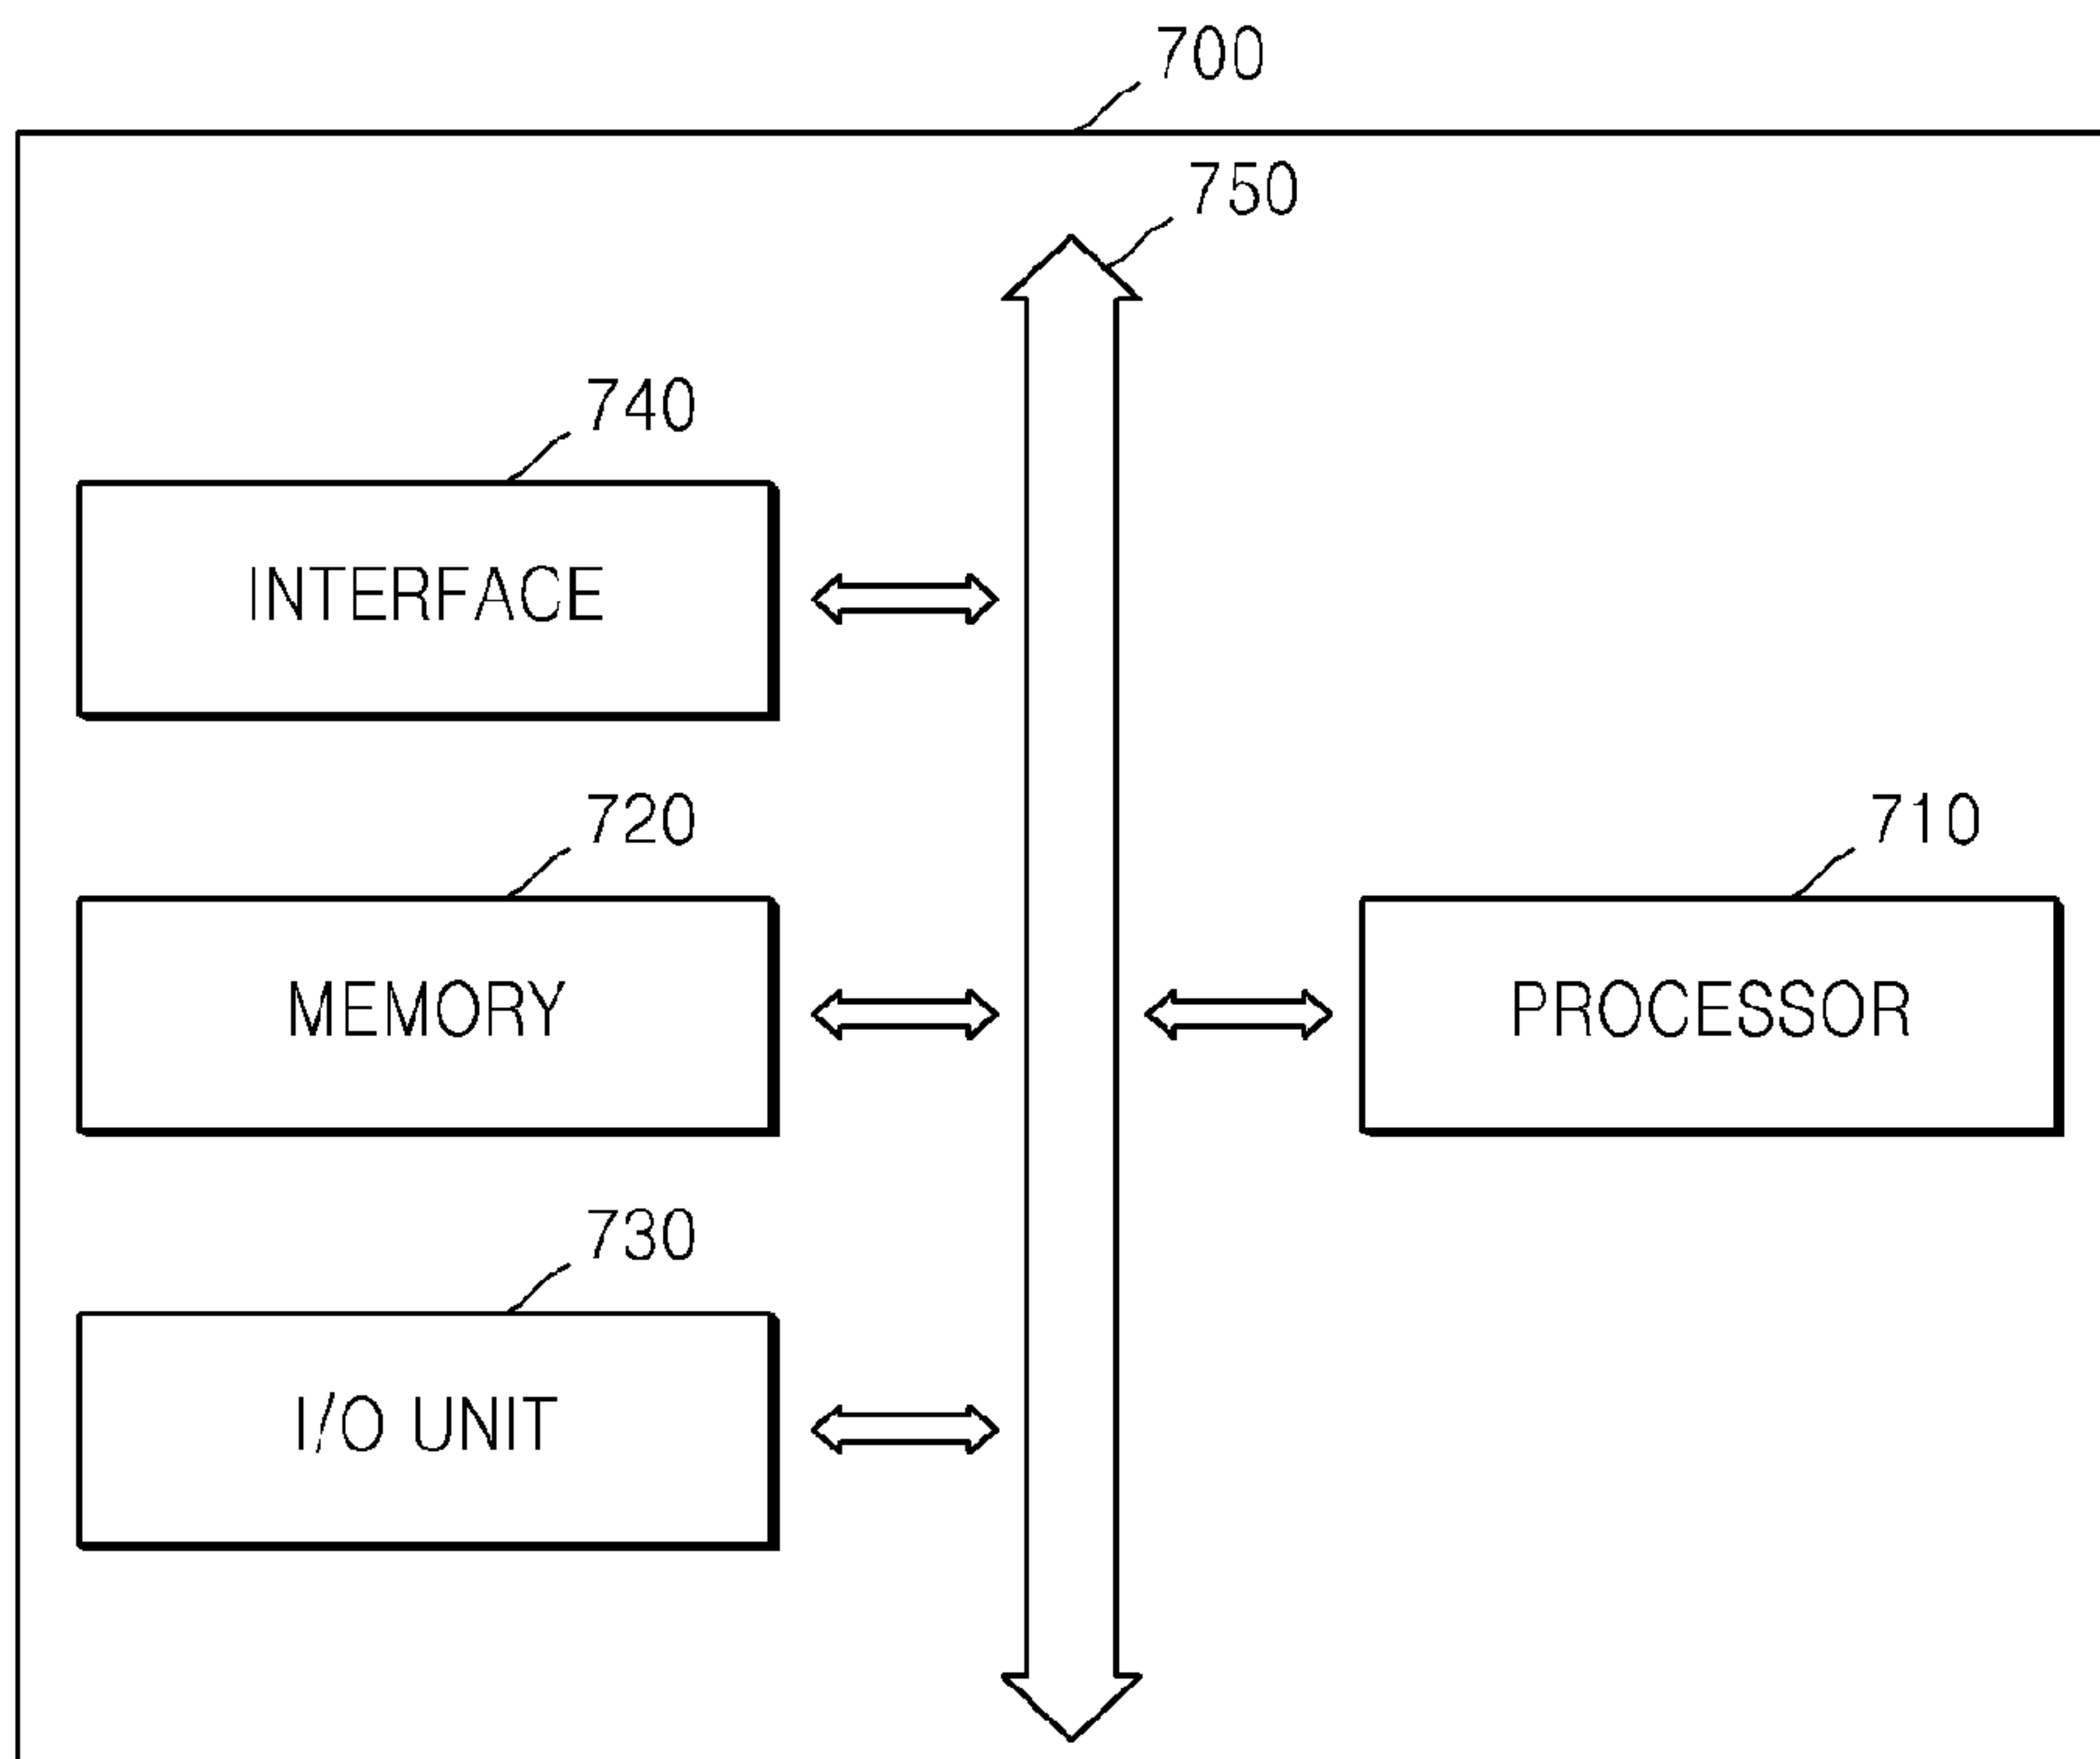 700
750
740
INTERFACE
720
710
MEMORY
PROCESSOR
730
I/O UNIT